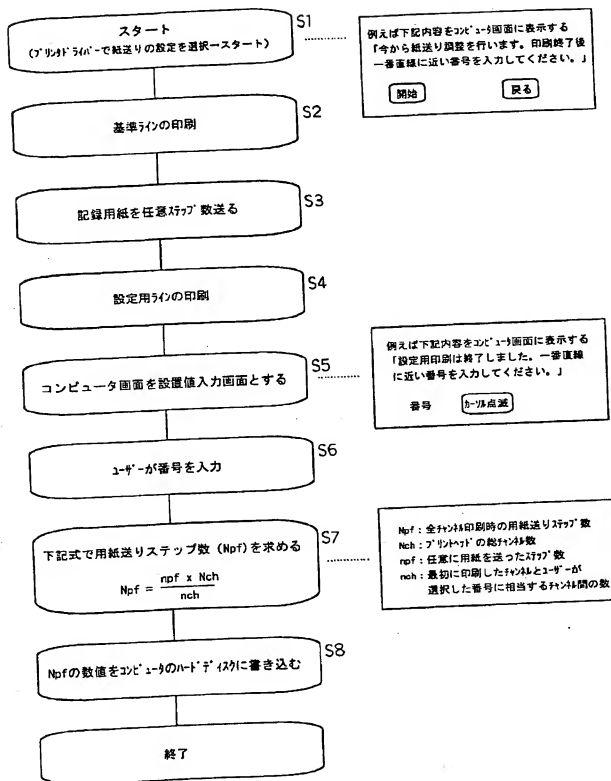 スタート
(プリンタドライバーで紙送りの設定を選択ースタート)
S1
例えば下記内容をコンピュータ画面に表示する
「今から紙送り調整を行います。印刷終了後
一番直線に近い番号を入力してください。」
開始 戻る
S2
基準ラインの印刷
S3
記録用紙を任意ステップ数送る
S4
設定用ラインの印刷
S5
コンピュータ画面を設置値入力画面とする
例えば下記内容をコンピュータ画面に表示する
「設定用印刷は終了しました。一番直線
に近い番号を入力してください。」
番号 カーソル点滅
S6
ユーザーが番号を入力
S7
下記式で用紙送りステップ数 (Npf) を求める
Npf = npf x Nch / nch
Npf : 全チャンネル印刷時の用紙送りステップ数
Nch : プリントヘッドの総チャンネル数
npf : 任意に用紙を送ったステップ数
nch : 最初に印刷したチャンネルとユーザーが
選択した番号に相当するチャンネル間の数
S8
Npfの数値をコンピュータのハードディスクに書き込む
終了